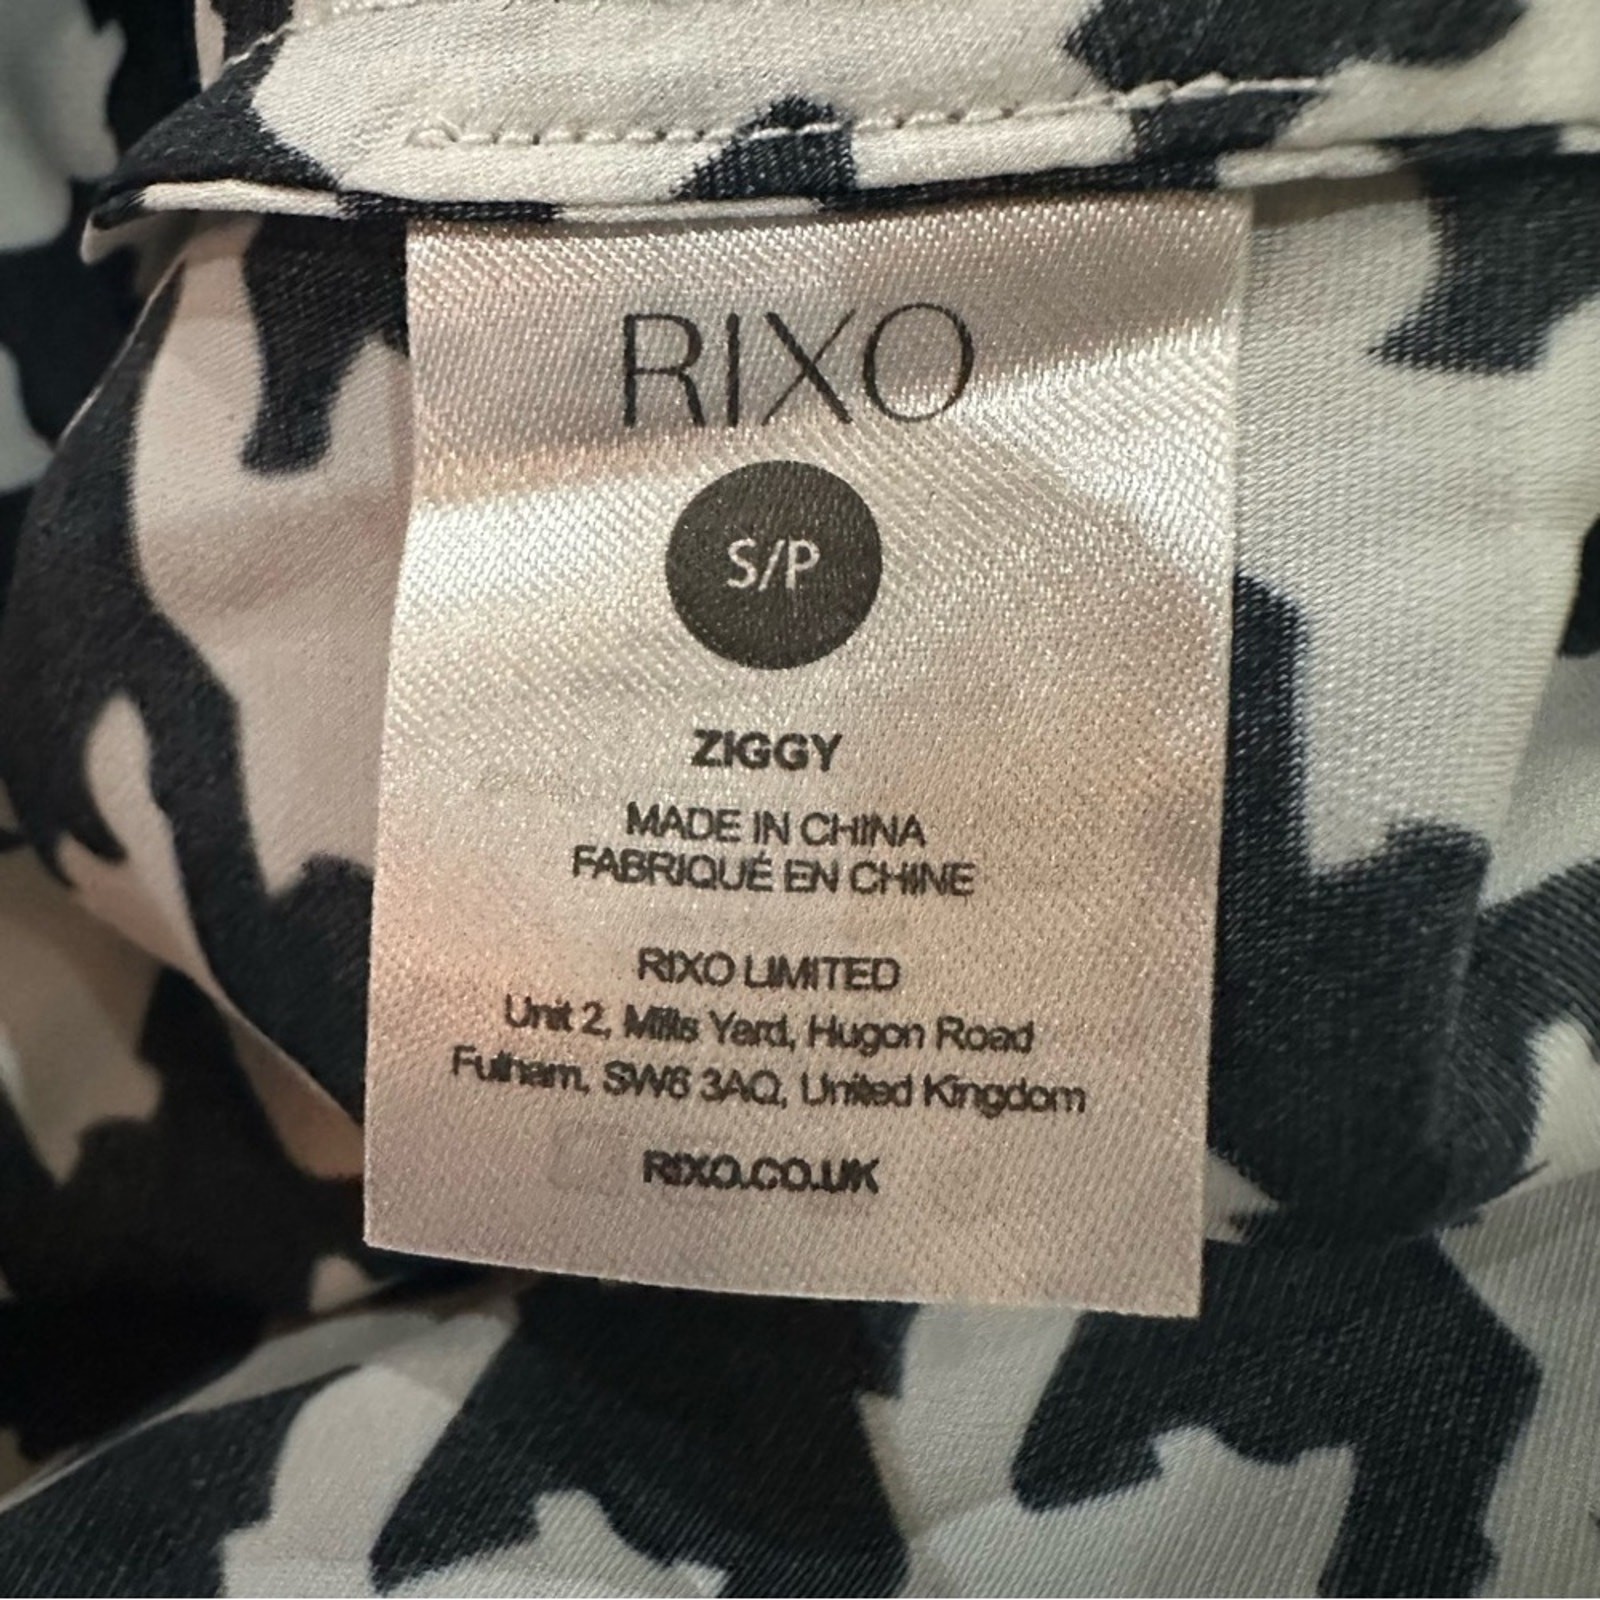 RIXO
S/P
ZIGGY
MADE IN CHINA
FABRIQUÉ EN CHINE
RIXO LIMITED
Unit 2, Mills Yard, Hugon Road
Fulham, SW6 3AQ, United Kingdom
RIXO.CO.UK